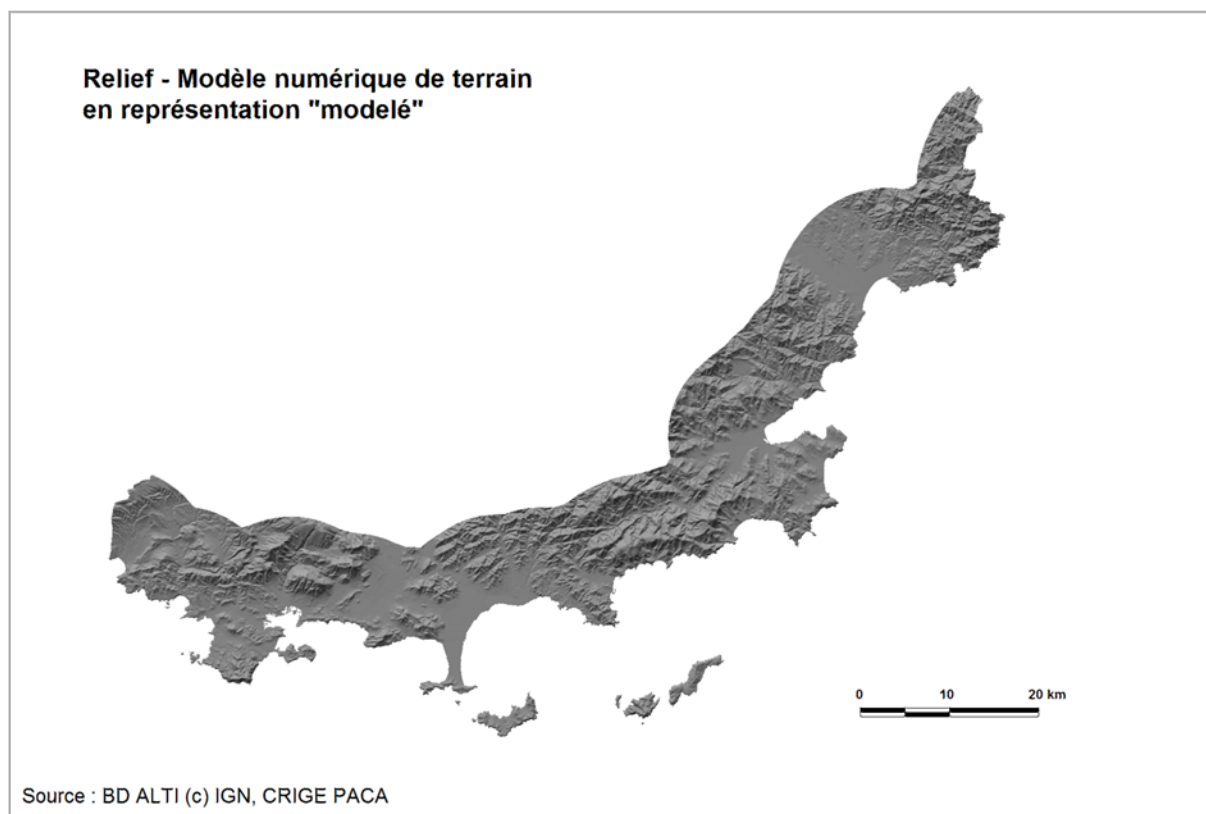 Relief - Modèle numérique de terrain
en représentation "modelé"
0 10 20 km
Source : BD ALTI (c) IGN, CRIGE PACA